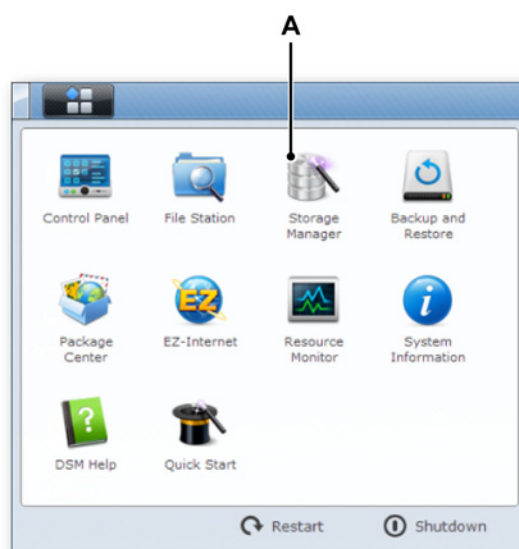 A
Control Panel
File Station
Storage
Manager
Backup and
Restore
Package
Center
EZ
EZ-Internet
Resource
Monitor
i
System
Information
?
DSM Help
Quick Start
Restart
Shutdown